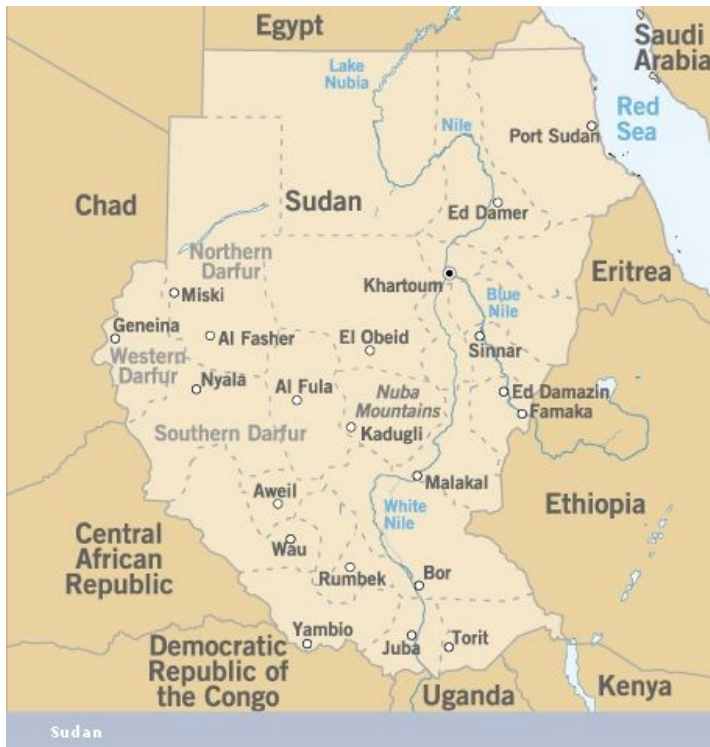 Egypt
Saudi
Arabia
Lake
Nubia
Red
Sea
Nile
Port Sudan
Chad
Sudan
Ed Damer
Northern
Darfur
Khartoum
Eritrea
Miski
Blue
Nile
Geneina
Al Fasher
El Obeid
Sinnar
Western
Darfur
Nyala
Al Fula
Nuba
Mountains
Ed Damazin
Famaka
Southern Darfur
Kadugli
Malakal
Aweil
White
Nile
Ethiopia
Central
African
Republic
Wau
Rumbek
Bor
Yambio
Juba
Torit
Democratic
Republic of
the Congo
Uganda
Kenya
Sudan